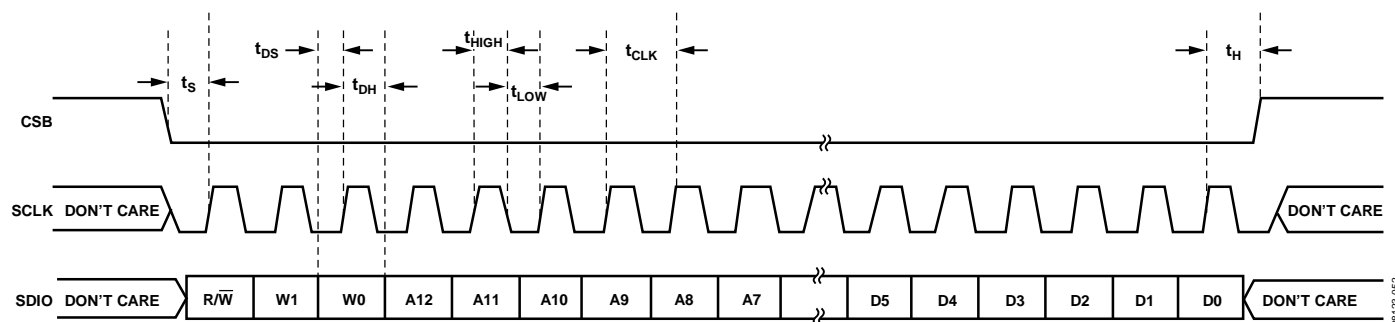 tDS
tHIGH
tCLK
tH
tS
tDH
tLOW
CSB
SCLK DON'T CARE
DON'T CARE
SDIO DON'T CARE
R/W̅ W1 W0 A12 A11 A10 A9 A8 A7 D5 D4 D3 D2 D1 D0
DON'T CARE